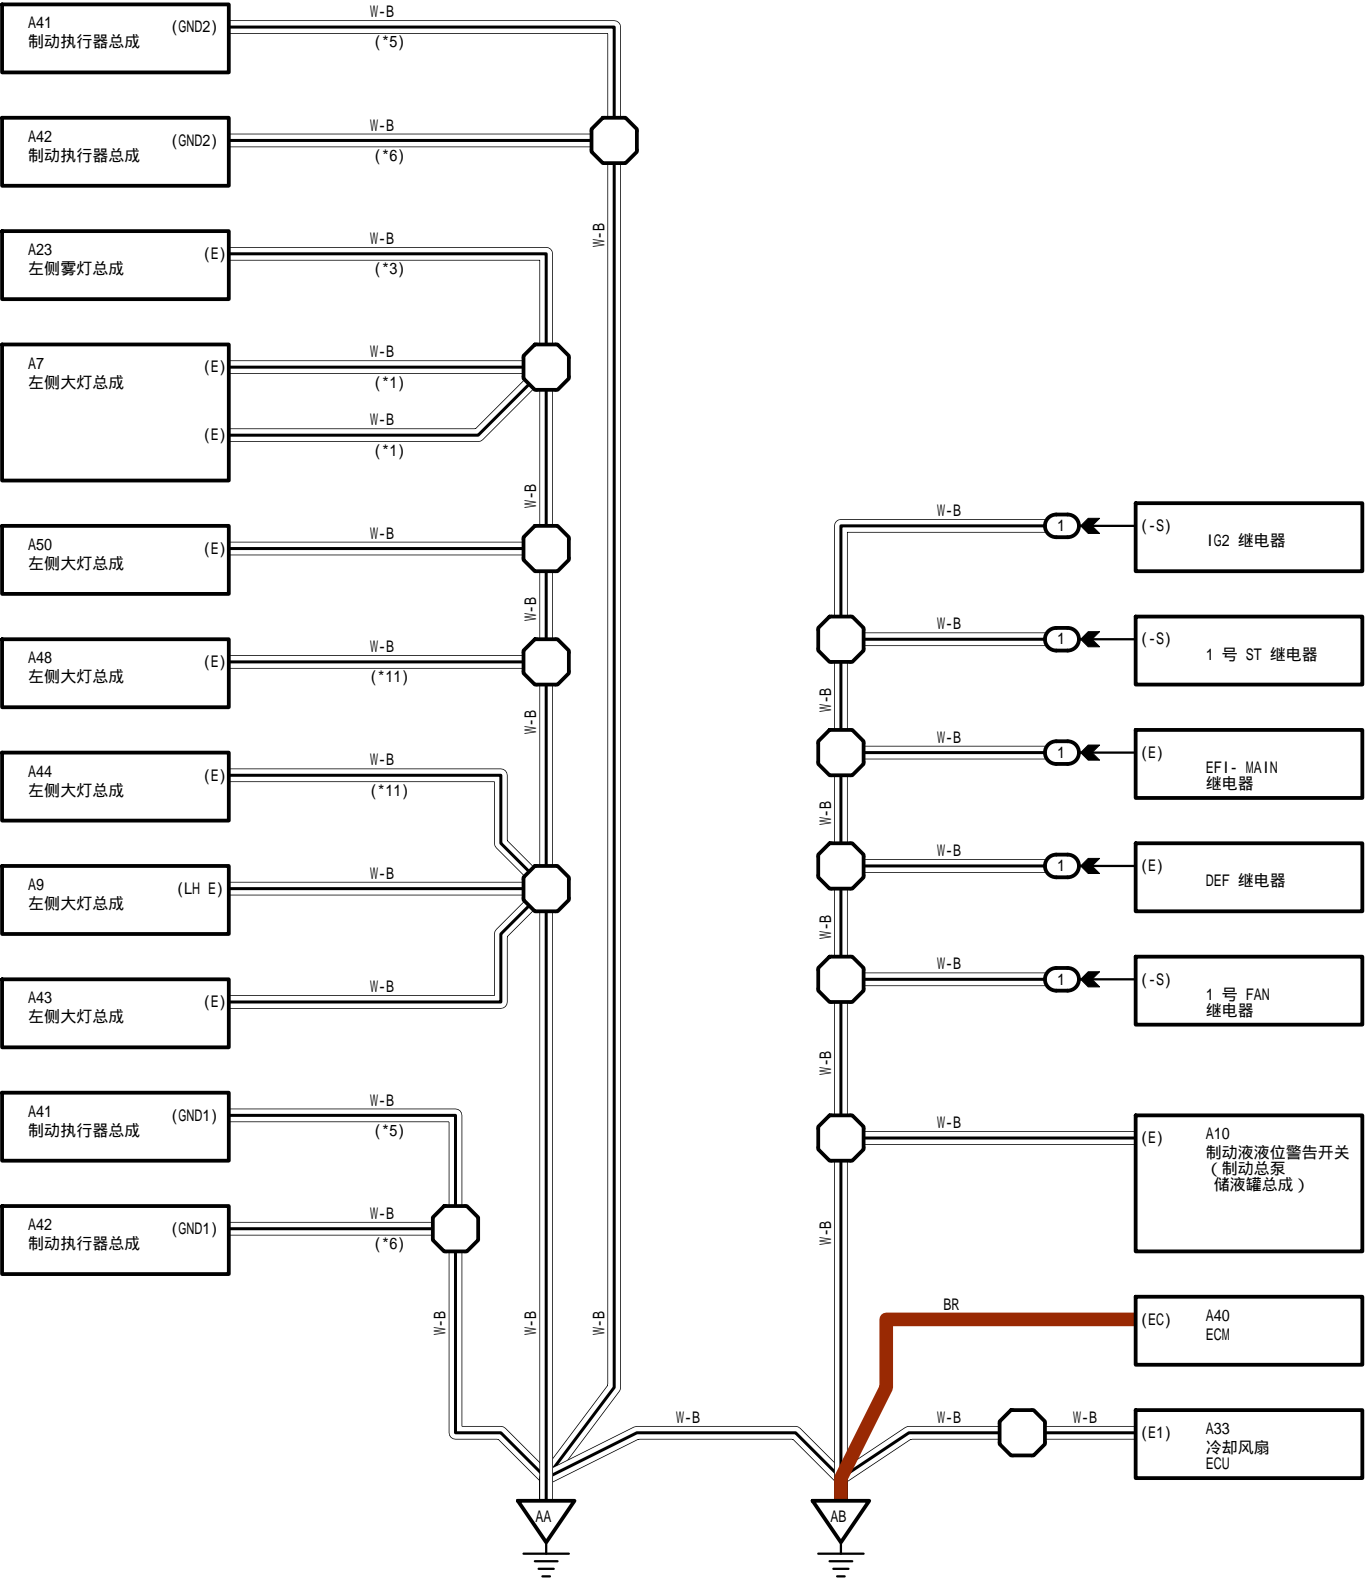 A41
制动执行器总成
(GND2)
W-B
(*5)
A42
制动执行器总成
(GND2)
W-B
(*6)
W-B
A23
左侧雾灯总成
(E)
W-B
(*3)
A7
左侧大灯总成
(E)
W-B
(*1)
(E)
W-B
(*1)
W-B
A50
左侧大灯总成
(E)
W-B
W-B
A48
左侧大灯总成
(E)
W-B
(*11)
W-B
A44
左侧大灯总成
(E)
W-B
(*11)
A9
左侧大灯总成
(LH E)
W-B
A43
左侧大灯总成
(E)
W-B
A41
制动执行器总成
(GND1)
W-B
(*5)
A42
制动执行器总成
(GND1)
W-B
(*6)
W-B
W-B
W-B
W-B
AA
W-B
1
(-S)
IG2 继电器
W-B
1
(-S)
1 号 ST 继电器
W-B
W-B
1
(E)
EFI- MAIN
继电器
W-B
W-B
1
(E)
DEF 继电器
W-B
W-B
1
(-S)
1 号 FAN
继电器
W-B
W-B
(E)
A10
制动液液位警告开关
(制动总泵
储液罐总成)
W-B
BR
(EC)
A40
ECM
W-B
W-B
(E1)
A33
冷却风扇
ECU
AB